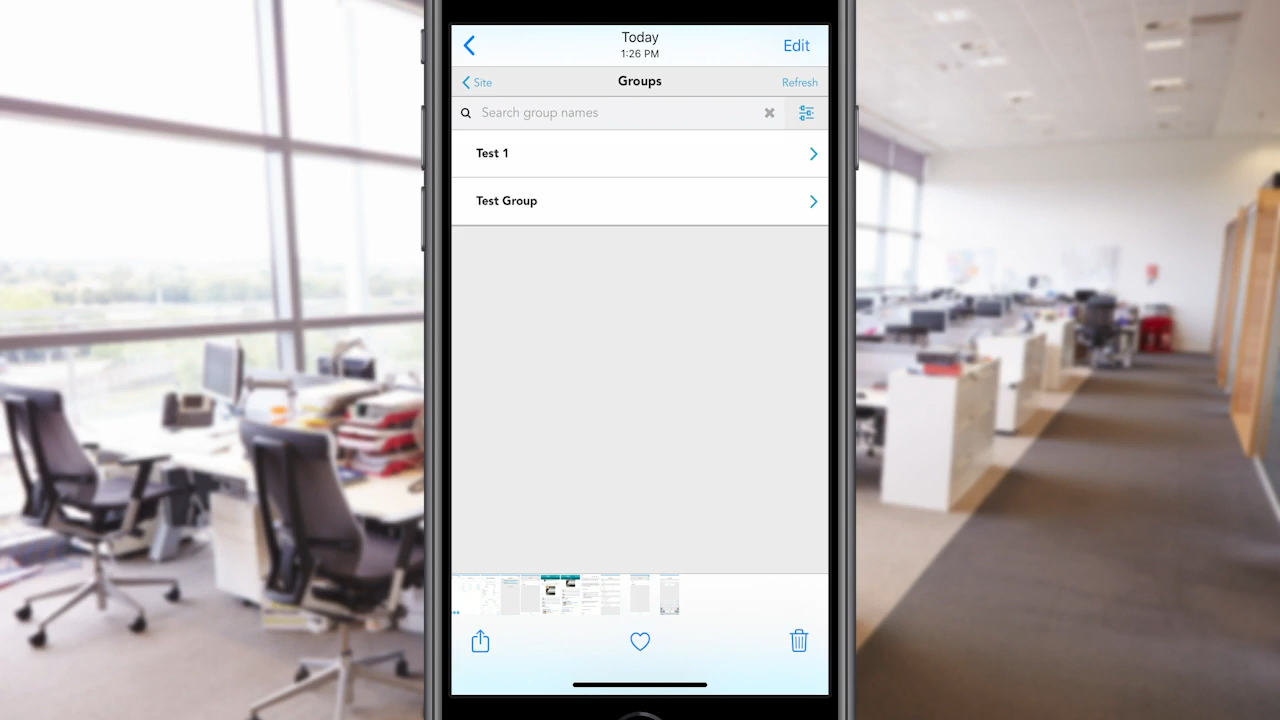 Today
1:26 PM
Edit
Site
Groups
Refresh
Search group names
Test 1
Test Group